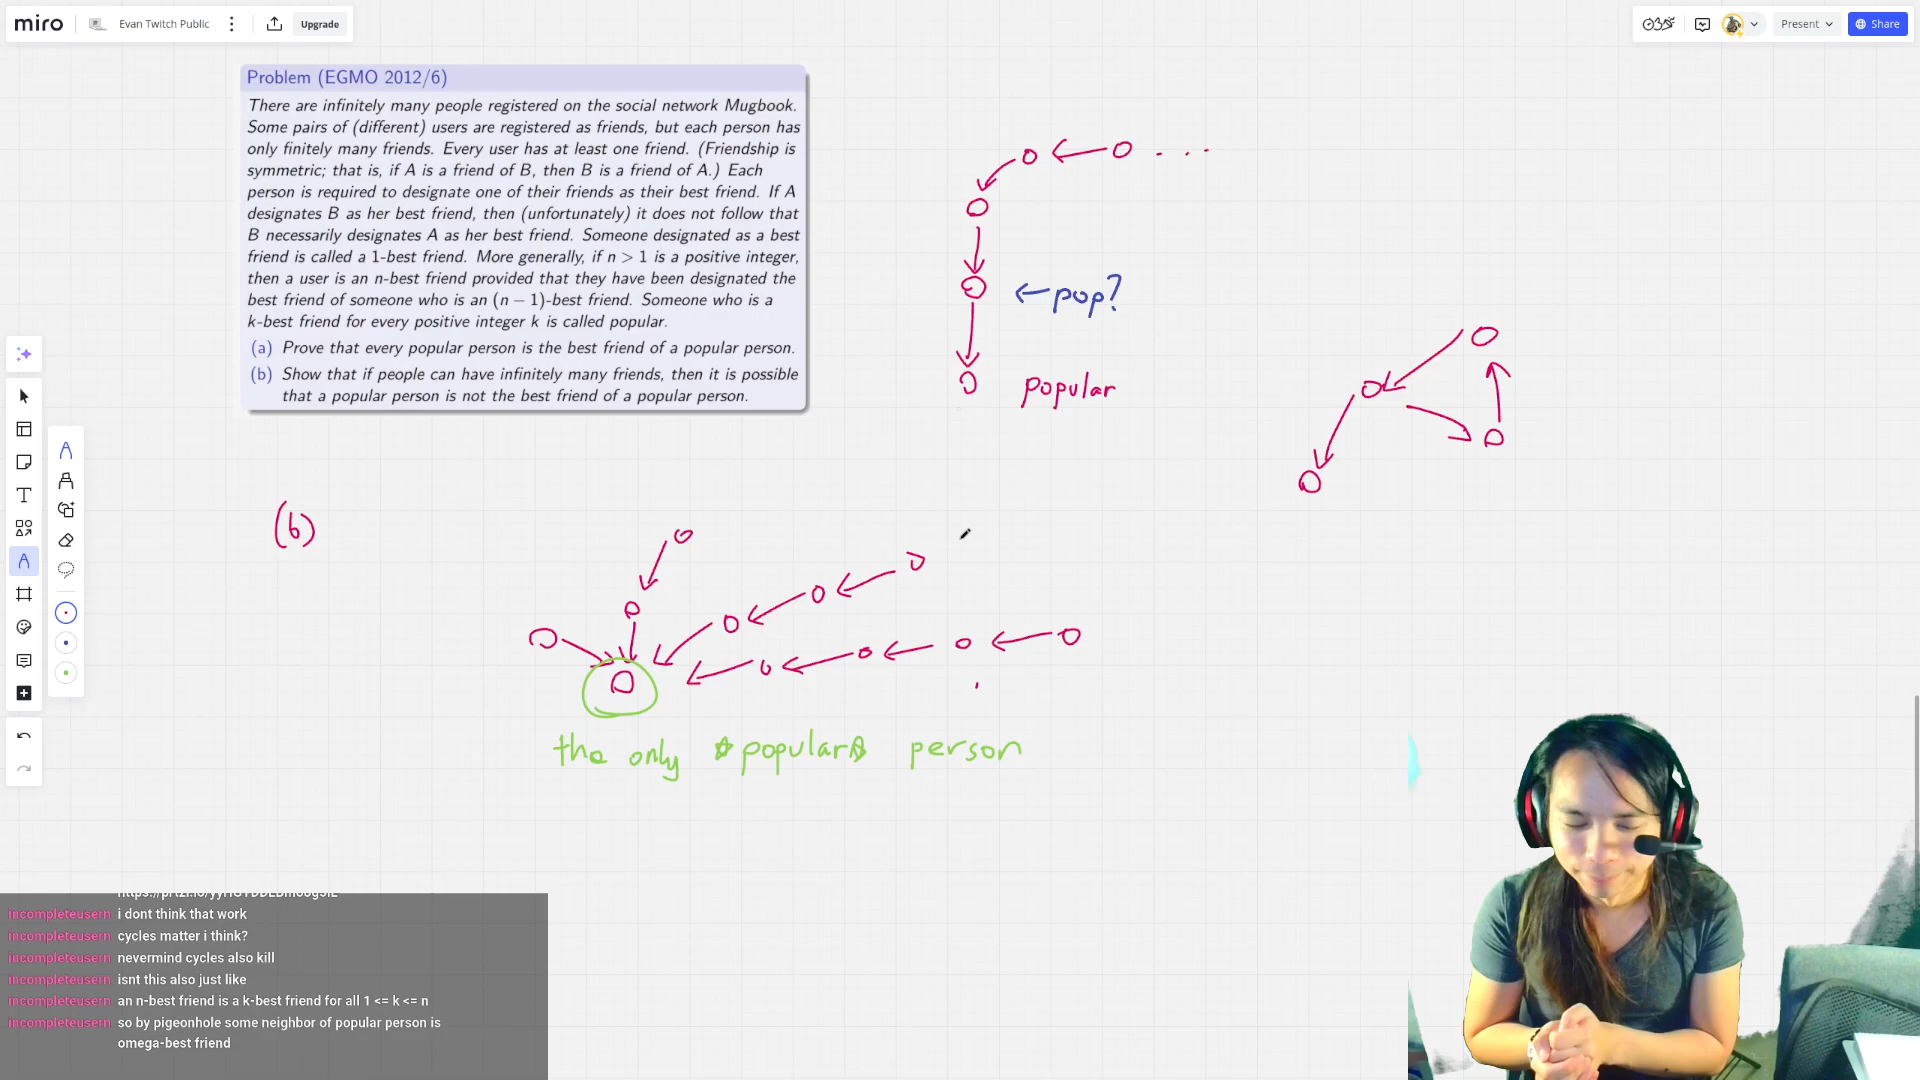 miro
Evan Twitch Public
Upgrade
Present
Share
Problem (EGMO 2012/6)
There are infinitely many people registered on the social network Mugbook.
Some pairs of (different) users are registered as friends, but each person has
only finitely many friends. Every user has at least one friend. (Friendship is
symmetric; that is, if A is a friend of B, then B is a friend of A.) Each
person is required to designate one of their friends as their best friend. If A
designates B as her best friend, then (unfortunately) it does not follow that
B necessarily designates A as her best friend. Someone designated as a best
friend is called a 1-best friend. More generally, if n > 1 is a positive integer,
then a user is an n-best friend provided that they have been designated the
best friend of someone who is an (n − 1)-best friend. Someone who is a
k-best friend for every positive integer k is called popular.
(a) Prove that every popular person is the best friend of a popular person.
(b) Show that if people can have infinitely many friends, then it is possible
that a popular person is not the best friend of a popular person.
←pop?
popular
(b)
the only popular person
incompleteusern i dont think that work
incompleteusern cycles matter i think?
incompleteusern nevermind cycles also kill
incompleteusern isnt this also just like
incompleteusern an n-best friend is a k-best friend for all 1 <= k <= n
incompleteusern so by pigeonhole some neighbor of popular person is
omega-best friend